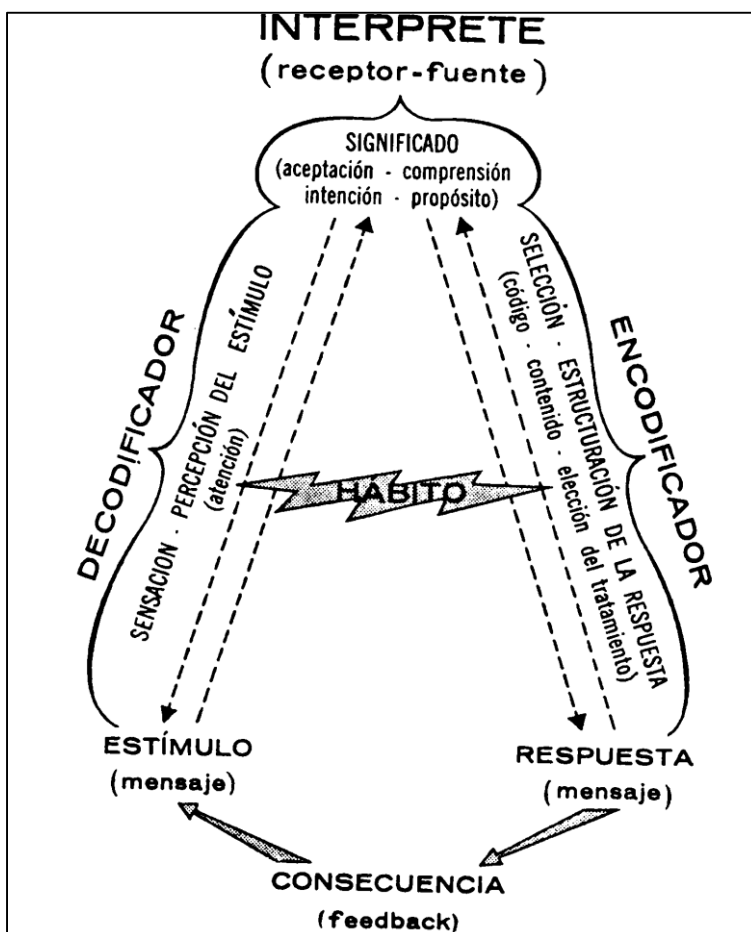 INTERPRETE
(receptor-fuente)
SIGNIFICADO
(aceptación - comprensión
intención - propósito)
DECODIFICADOR
SENSACION - PERCEPCIÓN DEL ESTÍMULO
(atención)
HABITO
SELECCIÓN - ESTRUCTURACIÓN DE LA RESPUESTA
(código - contenido - elección del tratamiento)
ENCODIFICADOR
ESTÍMULO
(mensaje)
RESPUESTA
(mensaje)
CONSECUENCIA
(feedback)